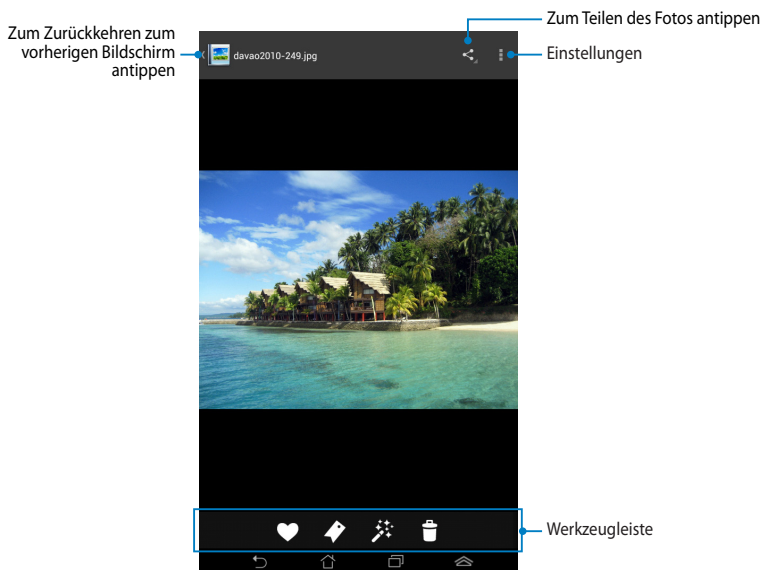 Zum Teilen des Fotos antippen
Zum Zurückkehren zum
vorherigen Bildschirm
antippen
davao2010-249.jpg
Einstellungen
Werkzeugleiste